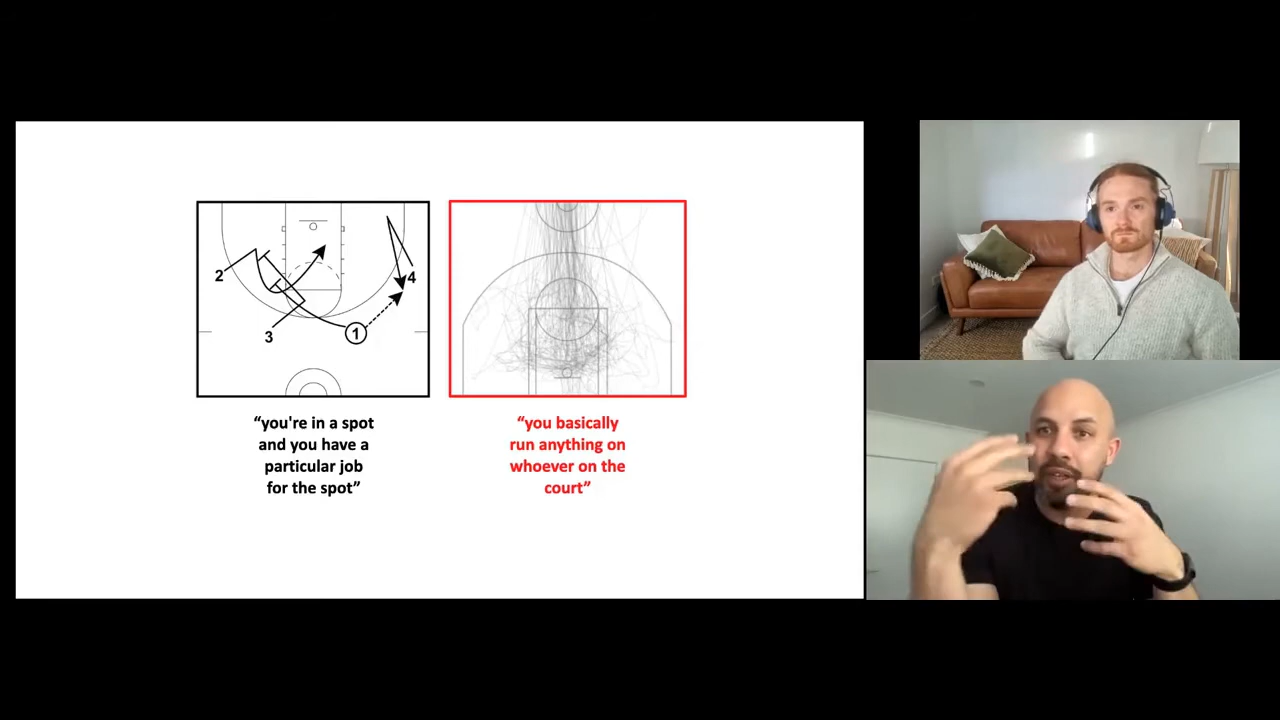 2
4
3
1
“you're in a spot
and you have a
particular job
for the spot”
“you basically
run anything on
whoever on the
court”